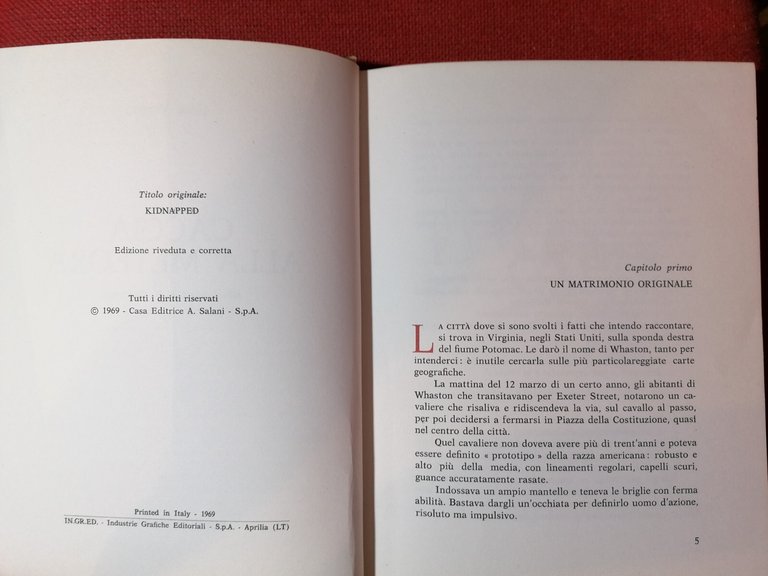 Titolo originale:
KIDNAPPED
Edizione riveduta e corretta
Tutti i diritti riservati
© 1969 - Casa Editrice A. Salani - S.p.A.
Printed in Italy - 1969
IN.GR.ED. - Industrie Grafiche Editoriali - S.p.A. - Aprilia (LT)
Capitolo primo
UN MATRIMONIO ORIGINALE
LA CITTÀ dove si sono svolti i fatti che intendo raccontare,
si trova in Virginia, negli Stati Uniti, sulla sponda destra
del fiume Potomac. Le darò il nome di Whaston, tanto per
intenderci: è inutile cercarla sulle più particolareggiate carte
geografiche.
La mattina del 12 marzo di un certo anno, gli abitanti di
Whaston che transitavano per Exeter Street, notarono un ca-
valiere che risaliva e ridiscendeva la via, sul cavallo al passo,
per poi decidersi a fermarsi in Piazza della Costituzione, quasi
nel centro della città.
Quel cavaliere non doveva avere più di trent'anni e poteva
essere definito « prototipo » della razza americana: robusto e
alto più della media, con lineamenti regolari, capelli scuri,
guance accuratamente rasate.
Indossava un ampio mantello e teneva le briglie con ferma
abilità. Bastava dargli un'occhiata per definirlo uomo d'azione,
risoluto ma impulsivo.
5